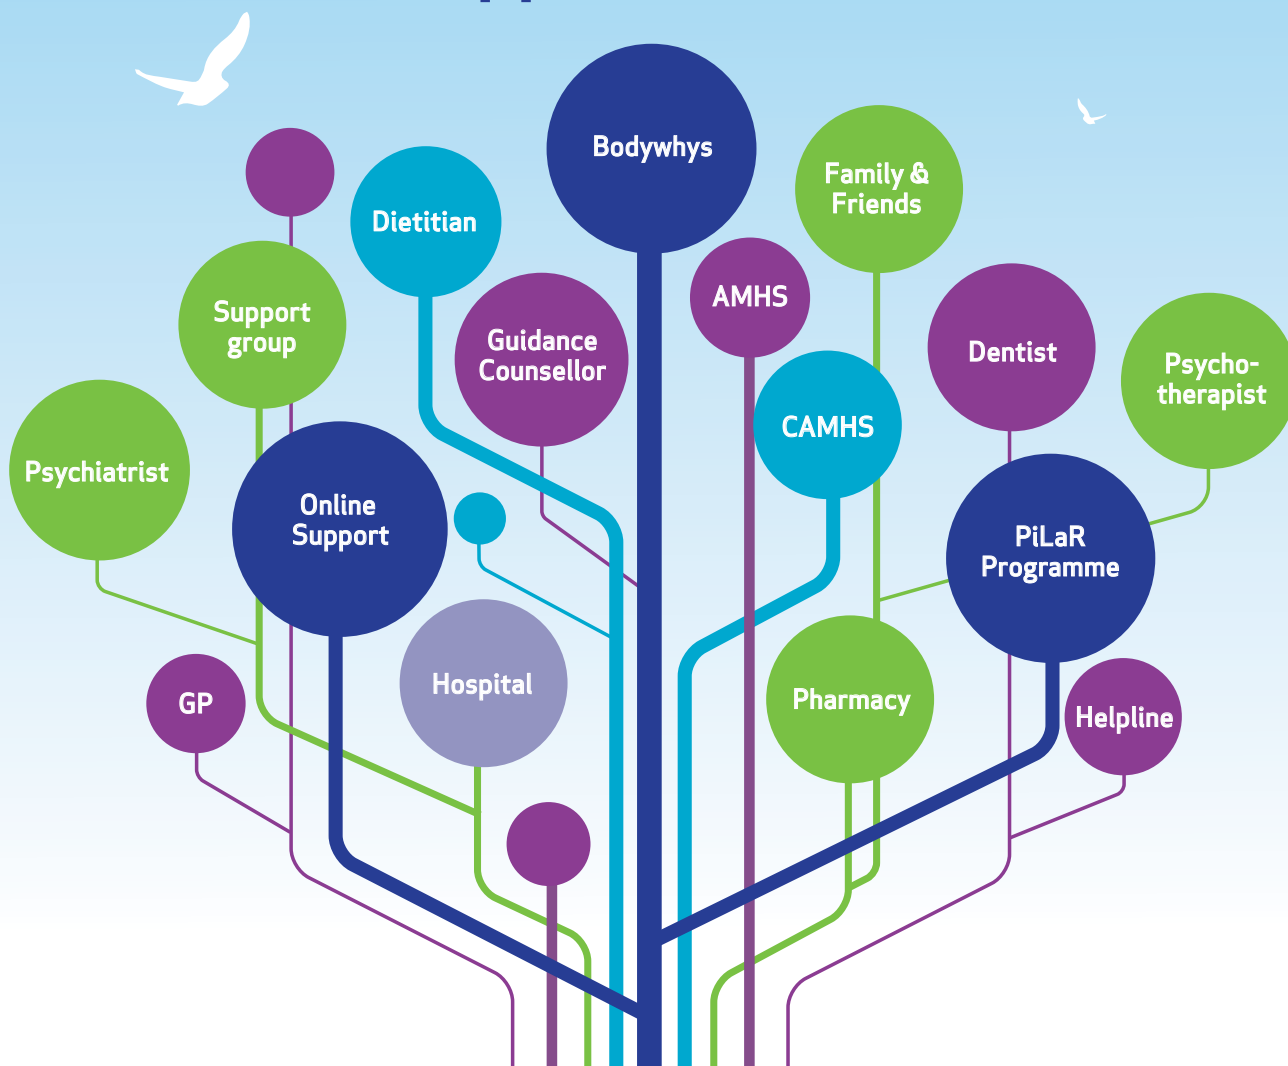 Bodywhys
Family &
Friends
Dietitian
AMHS
Support
group
Guidance
Counsellor
Dentist
Psycho-
therapist
CAMHS
Psychiatrist
Online
Support
PiLaR
Programme
Hospital
GP
Pharmacy
Helpline